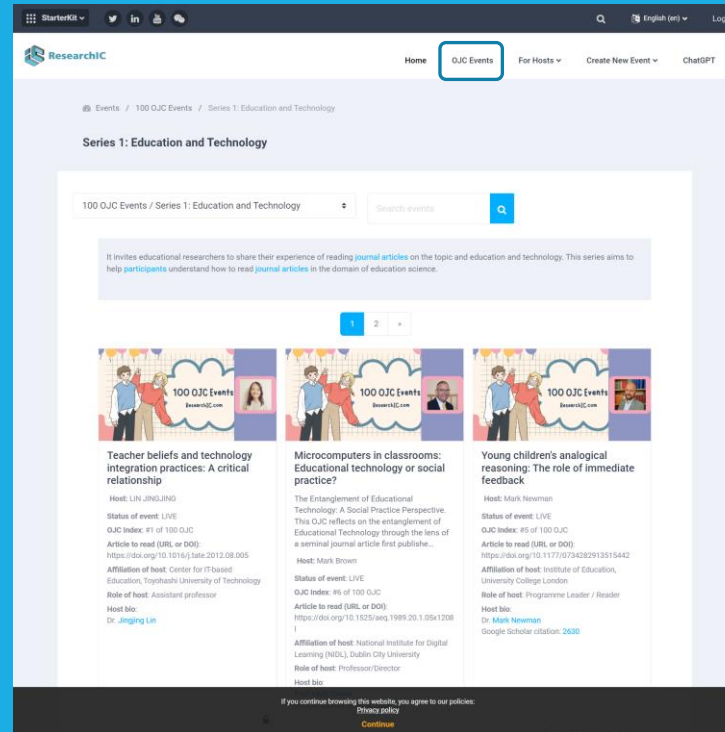 StarterKit
English (en)
Log
ResearchIC
Home OJC Events For Hosts Create New Event ChatGPT
Events / 100 OJC Events / Series 1: Education and Technology
Series 1: Education and Technology
100 OJC Events / Series 1: Education and Technology
Search events
It invites educational researchers to share their experience of reading journal articles on the topic and education and technology. This series aims to
help participants understand how to read journal articles in the domain of education science.
1 2 »
100 OJC Events
ResearchIC.com
Teacher beliefs and technology
integration practices: A critical
relationship
Host: LIN JINGJING
Status of event: LIVE
OJC Index: #1 of 100 OJC
Article to read (URL or DOI):
https://doi.org/10.1016/j.tate.2012.08.005
Affiliation of host: Center for IT-based
Education, Toyohashi University of Technology
Role of host: Assistant professor
Host bio:
Dr. Jingjing Lin
100 OJC Events
ResearchIC.com
Microcomputers in classrooms:
Educational technology or social
practice?
The Entanglement of Educational
Technology: A Social Practice Perspective.
This OJC reflects on the entanglement of
Educational Technology through the lens of
a seminal journal article first publishe...
Host: Mark Brown
Status of event: LIVE
OJC Index: #6 of 100 OJC
Article to read (URL or DOI):
https://doi.org/10.1525/aeq.1989.20.1.05x1208
l
Affiliation of host: National Institute for Digital
Learning (NIDL), Dublin City University
Role of host: Professor/Director
Host bio:
100 OJC Events
ResearchIC.com
Young children's analogical
reasoning: The role of immediate
feedback
Host: Mark Newman
Status of event: LIVE
OJC Index: #5 of 100 OJC
Article to read (URL or DOI):
https://doi.org/10.1177/0734282913515442
Affiliation of host: Institute of Education,
University College London
Role of host: Programme Leader / Reader
Host bio:
Dr. Mark Newman
Google Scholar citation: 2630
If you continue browsing this website, you agree to our policies:
Privacy policy
Continue